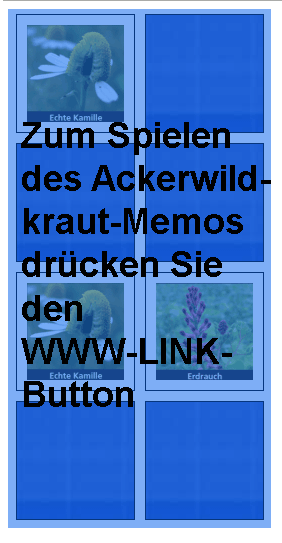 Echte Kamille
Zum Spielen
des Ackerwild-
kraut-Memos
drücken Sie
den
WWW-LINK-
Echte Kamille
Erdrauch
Button